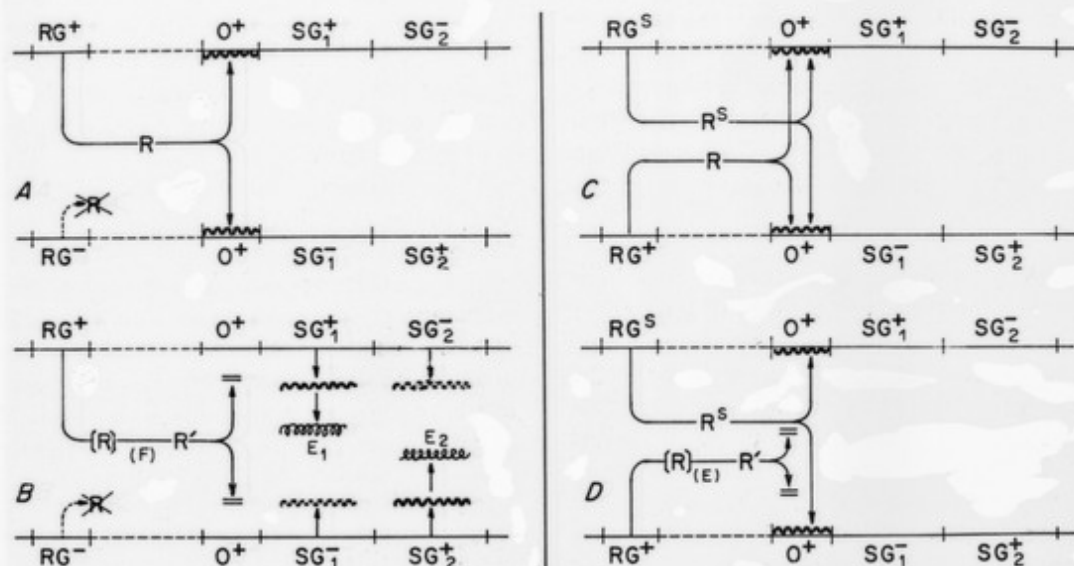 RG⁺ O⁺ SG₁⁺ SG₂⁻
R
A
R
RG⁻ O⁺ SG₁⁻ SG₂⁺
RG⁺ O⁺ SG₁⁺ SG₂⁻
E₁
E₂
{R} (F) R′
B
R
RG⁻ O⁺ SG₁⁻ SG₂⁺
RGˢ O⁺ SG₁⁺ SG₂⁻
Rˢ
R
C
RG⁺ O⁺ SG₁⁻ SG₂⁺
RGˢ O⁺ SG₁⁺ SG₂⁻
Rˢ
{R} (E) R′
D
RG⁺ O⁺ SG₁⁻ SG₂⁺